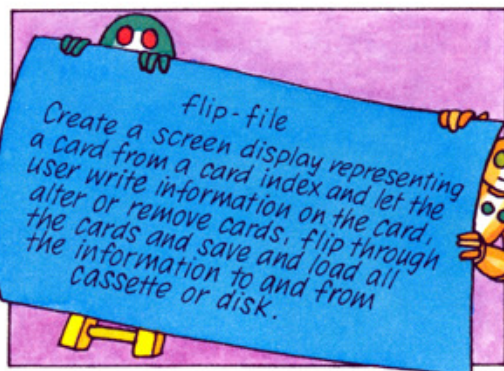 flip-file
Create a screen display representing
a card from a card index and let the
user write information on the card,
alter or remove cards, flip through
the cards and save and load all
the information to and from
cassette or disk.